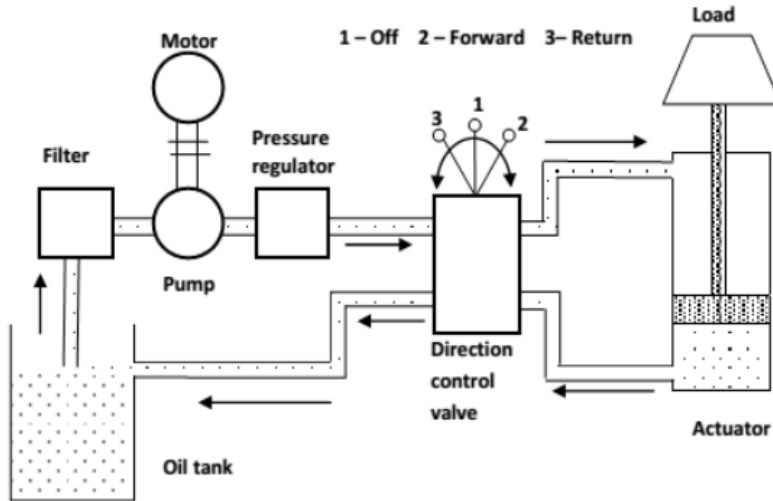 Load
Motor
1 – Off 2 – Forward 3– Return
1
3
2
Filter
Pressure
regulator
Pump
Direction
control
valve
Actuator
Oil tank